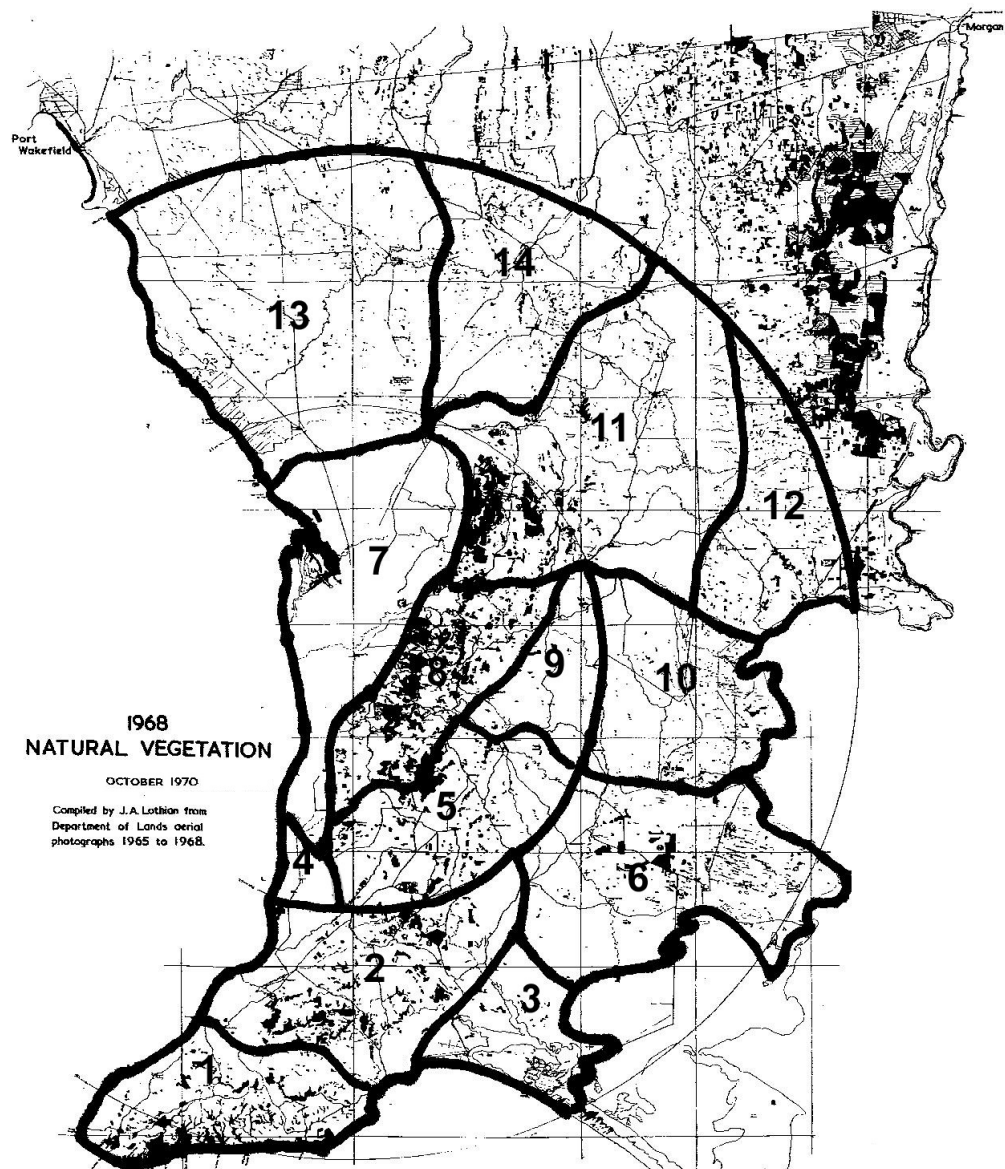 Morgan
Port
Wakefield
14
13
11
12
7
8
9
10
1968
NATURAL VEGETATION
OCTOBER 1970
Compiled by J.A. Lothian from
Department of Lands aerial
photographs 1965 to 1968.
5
4
6
2
3
1